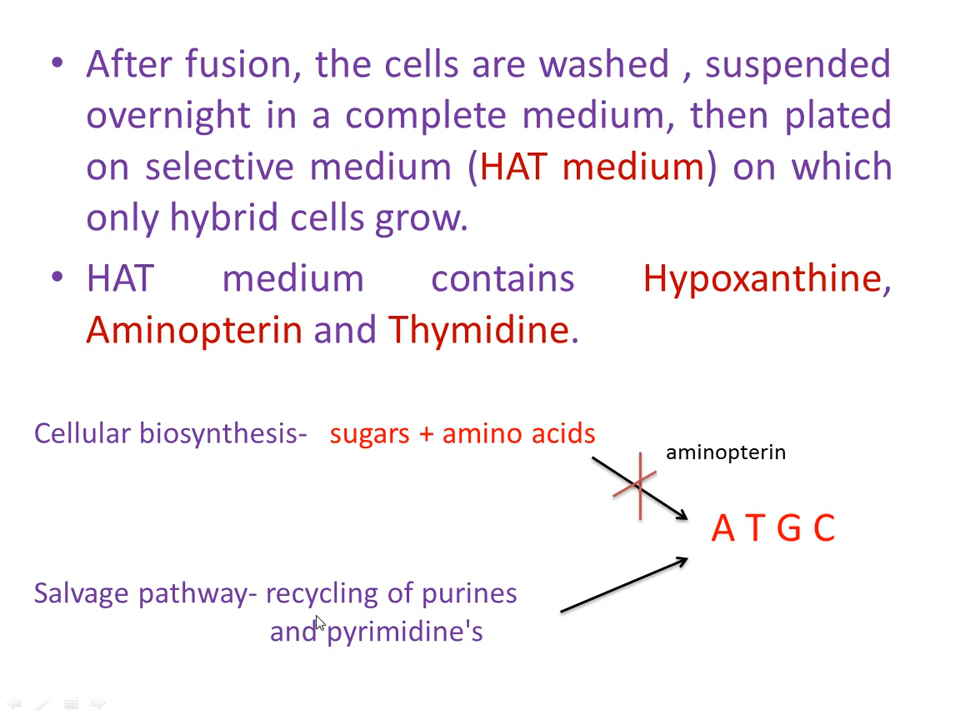 • After fusion, the cells are washed , suspended
overnight in a complete medium, then plated
on selective medium (HAT medium) on which
only hybrid cells grow.
• HAT medium contains Hypoxanthine,
Aminopterin and Thymidine.
Cellular biosynthesis- sugars + amino acids
aminopterin
A T G C
Salvage pathway- recycling of purines
and pyrimidine's